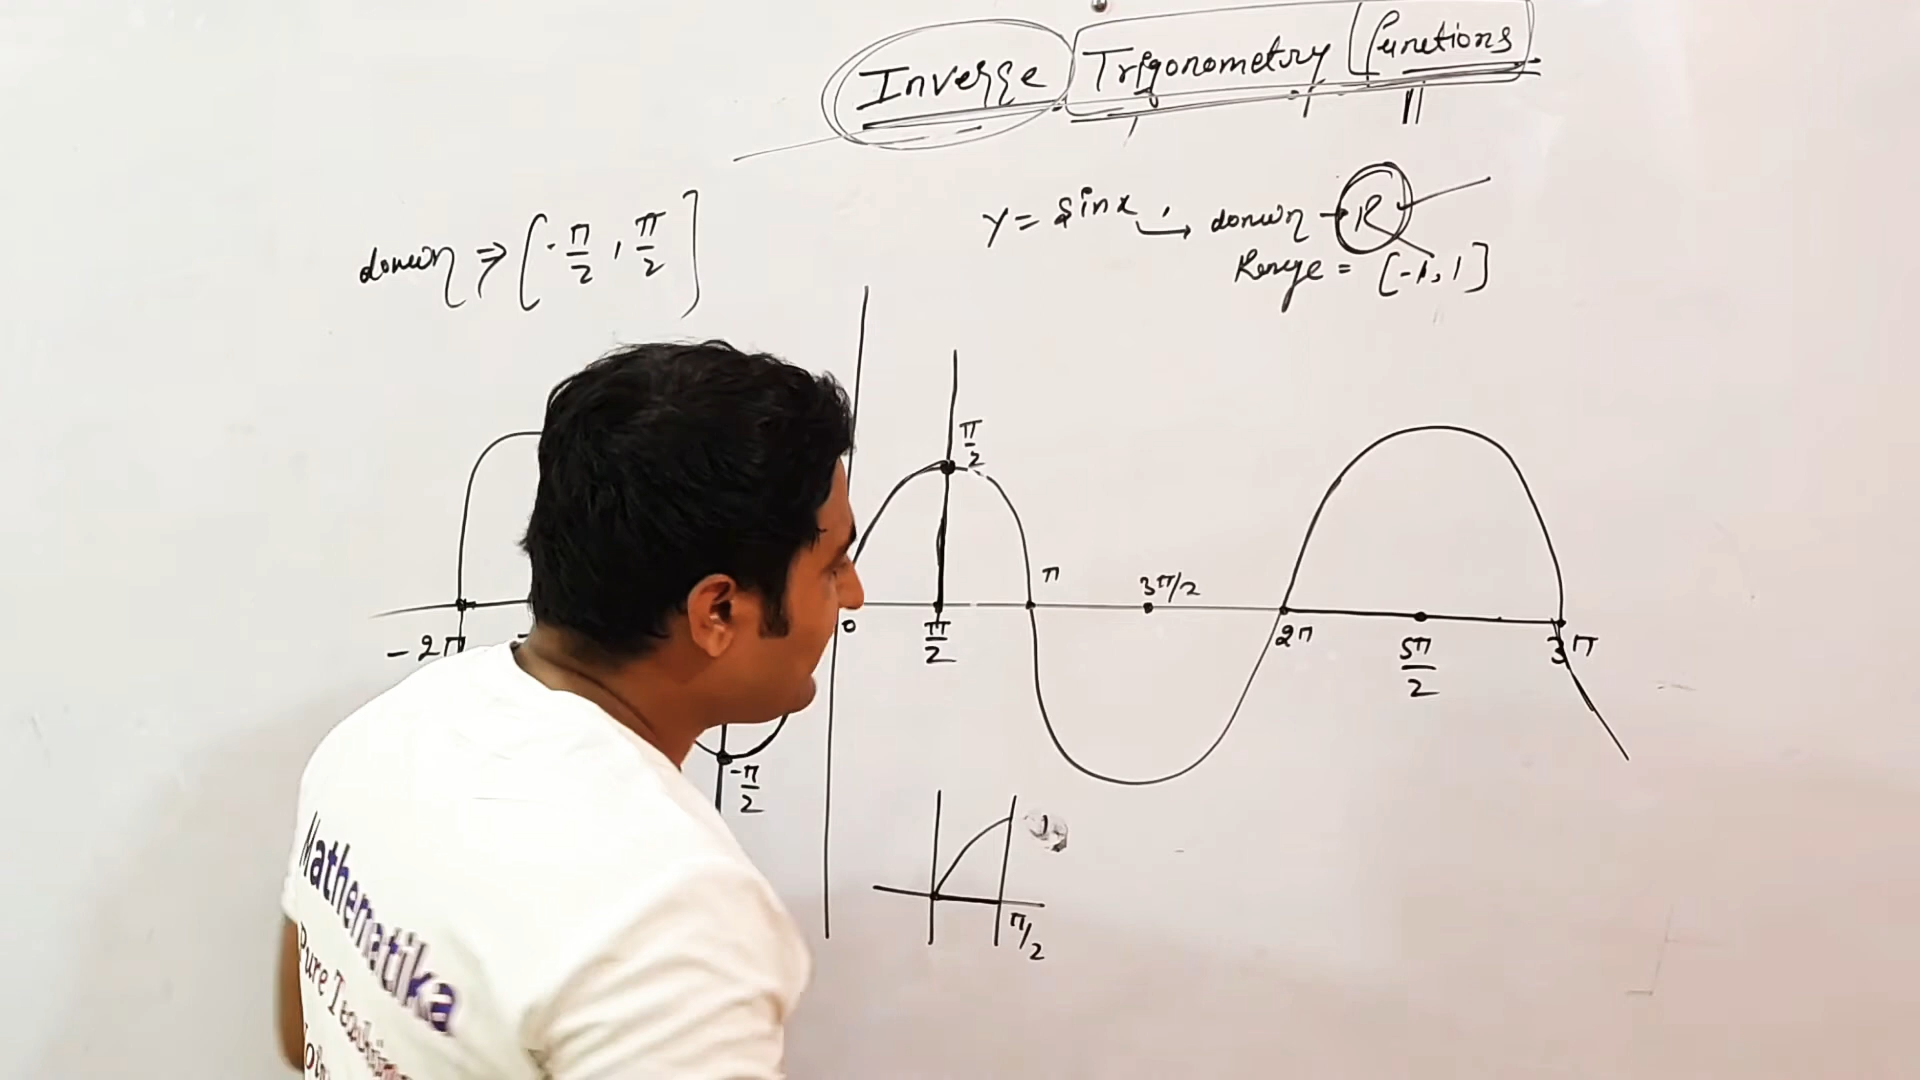 Inverse Trigonometry functions
y = sinx, domain → R
Range = [-1, 1]
domain ⇒ [-π/2, π/2]
π/2
π
3π/2
-2π
0
π/2
2π
5π/2
3π
-π/2
π/2
Mathematika
Pure